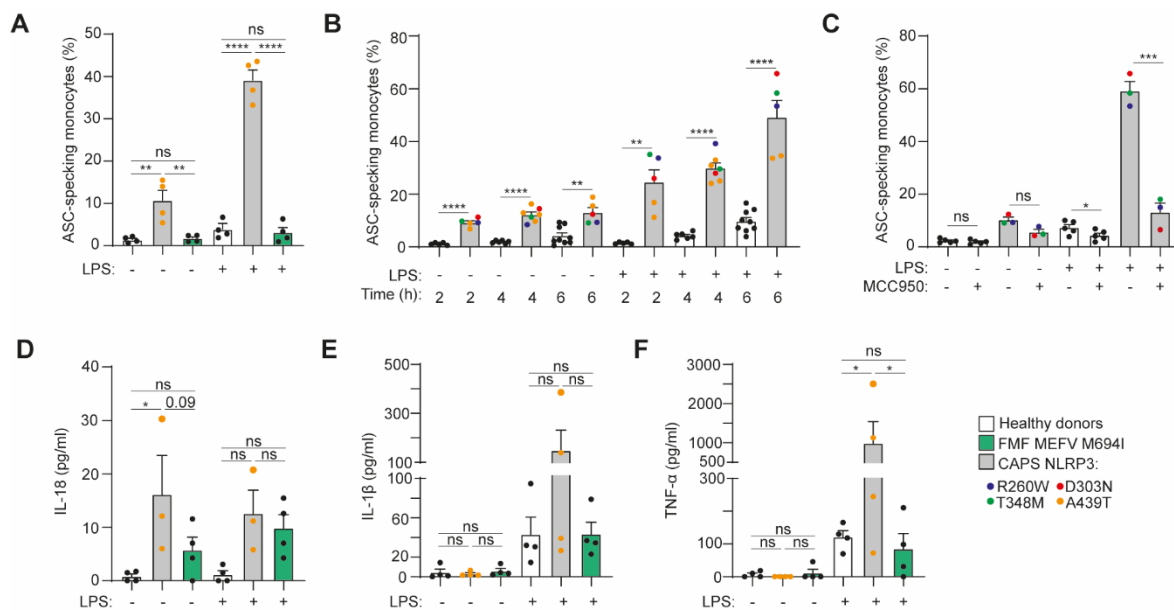 A
ASC-specking monocytes (%)
50
40
30
20
10
0
ns
**** ****
ns
** **
LPS: - - - + + +
B
ASC-specking monocytes (%)
80
60
40
20
0
****
****
**
**
****
****
LPS: - - - - - - + + + + + +
Time (h): 2 2 4 4 6 6 2 2 4 4 6 6
C
ASC-specking monocytes (%)
80
60
40
20
0
ns
ns
*
***
LPS: - - - - + + + +
MCC950: - + - + - + - +
D
IL-18 (pg/ml)
40
30
20
10
0
ns
* 0.09
ns
ns ns
LPS: - - - + + +
E
IL-1β (pg/ml)
500
400
300
200
100
80
60
40
20
0
ns
ns ns
ns
ns ns
LPS: - - - + + +
F
TNF-α (pg/ml)
3000
2500
2000
1500
1000
300
200
100
0
ns
* *
ns
ns ns
LPS: - - - + + +
Healthy donors
FMF MEFV M694I
CAPS NLRP3:
R260W D303N
T348M A439T